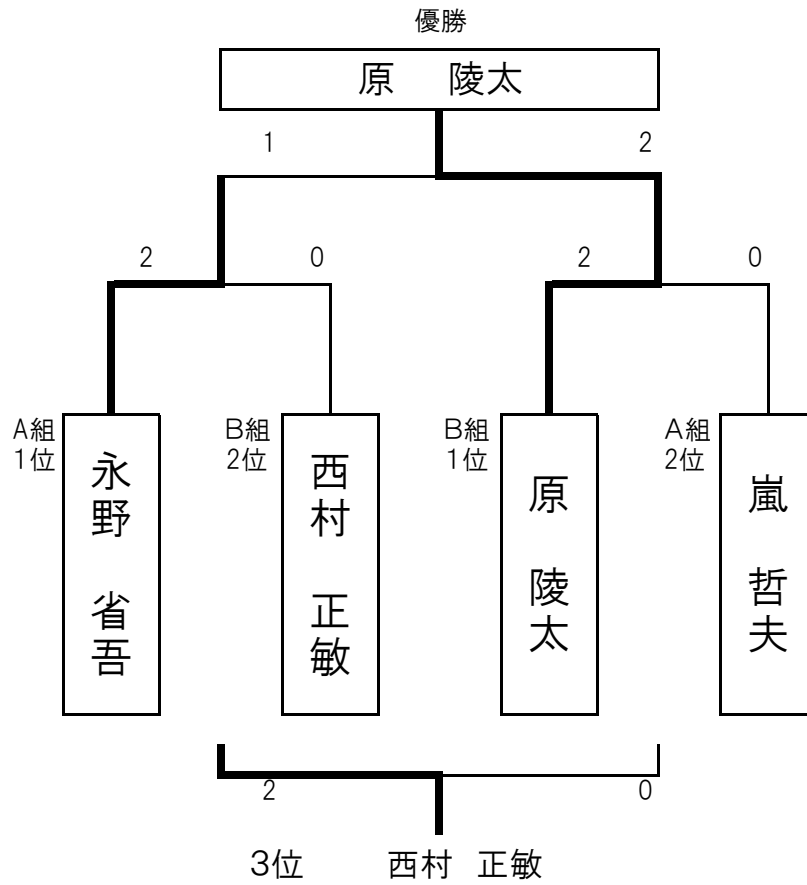 優勝
原 陵太
1 2
2 0 2 0
A組
1位
永野 省吾
B組
2位
西村 正敏
B組
1位
原 陵太
A組
2位
嵐 哲夫
2 0
3位 西村 正敏